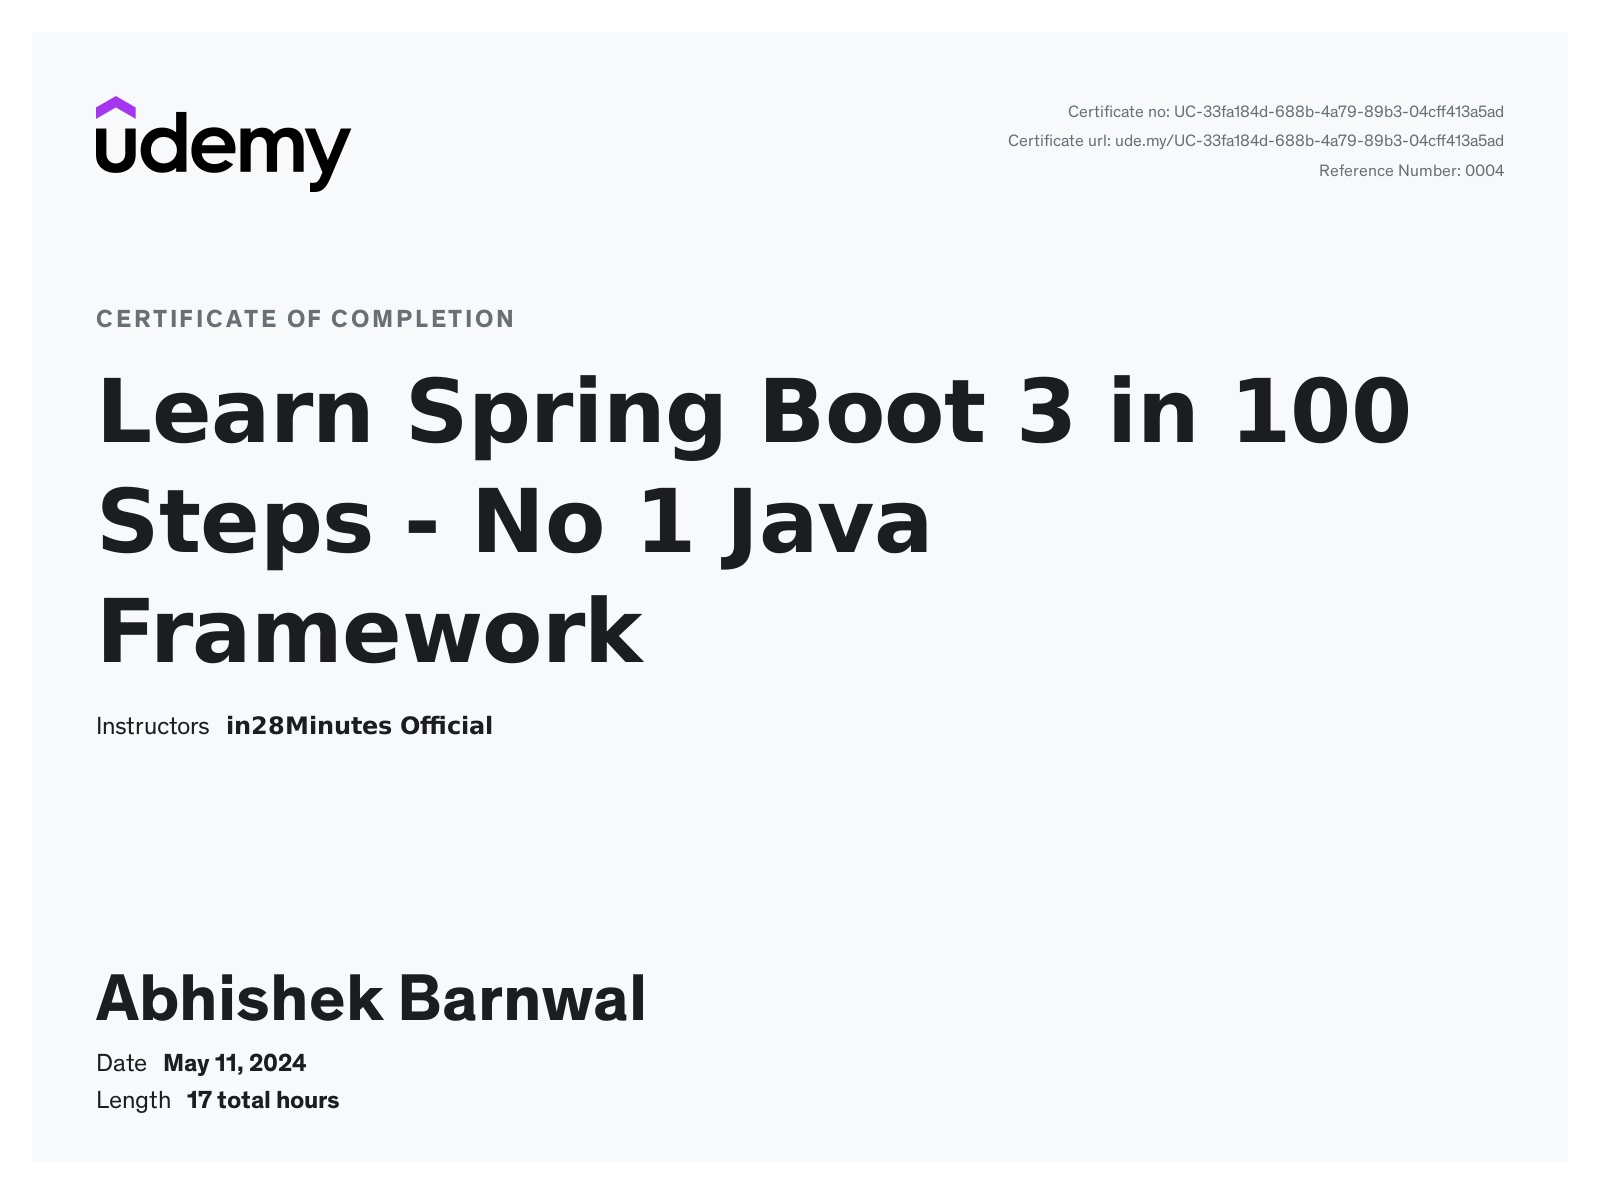 udemy
Certificate no: UC-33fa184d-688b-4a79-89b3-04cff413a5ad
Certificate url: ude.my/UC-33fa184d-688b-4a79-89b3-04cff413a5ad
Reference Number: 0004
CERTIFICATE OF COMPLETION
Learn Spring Boot 3 in 100
Steps - No 1 Java
Framework
Instructors in28Minutes Official
Abhishek Barnwal
Date May 11, 2024
Length 17 total hours